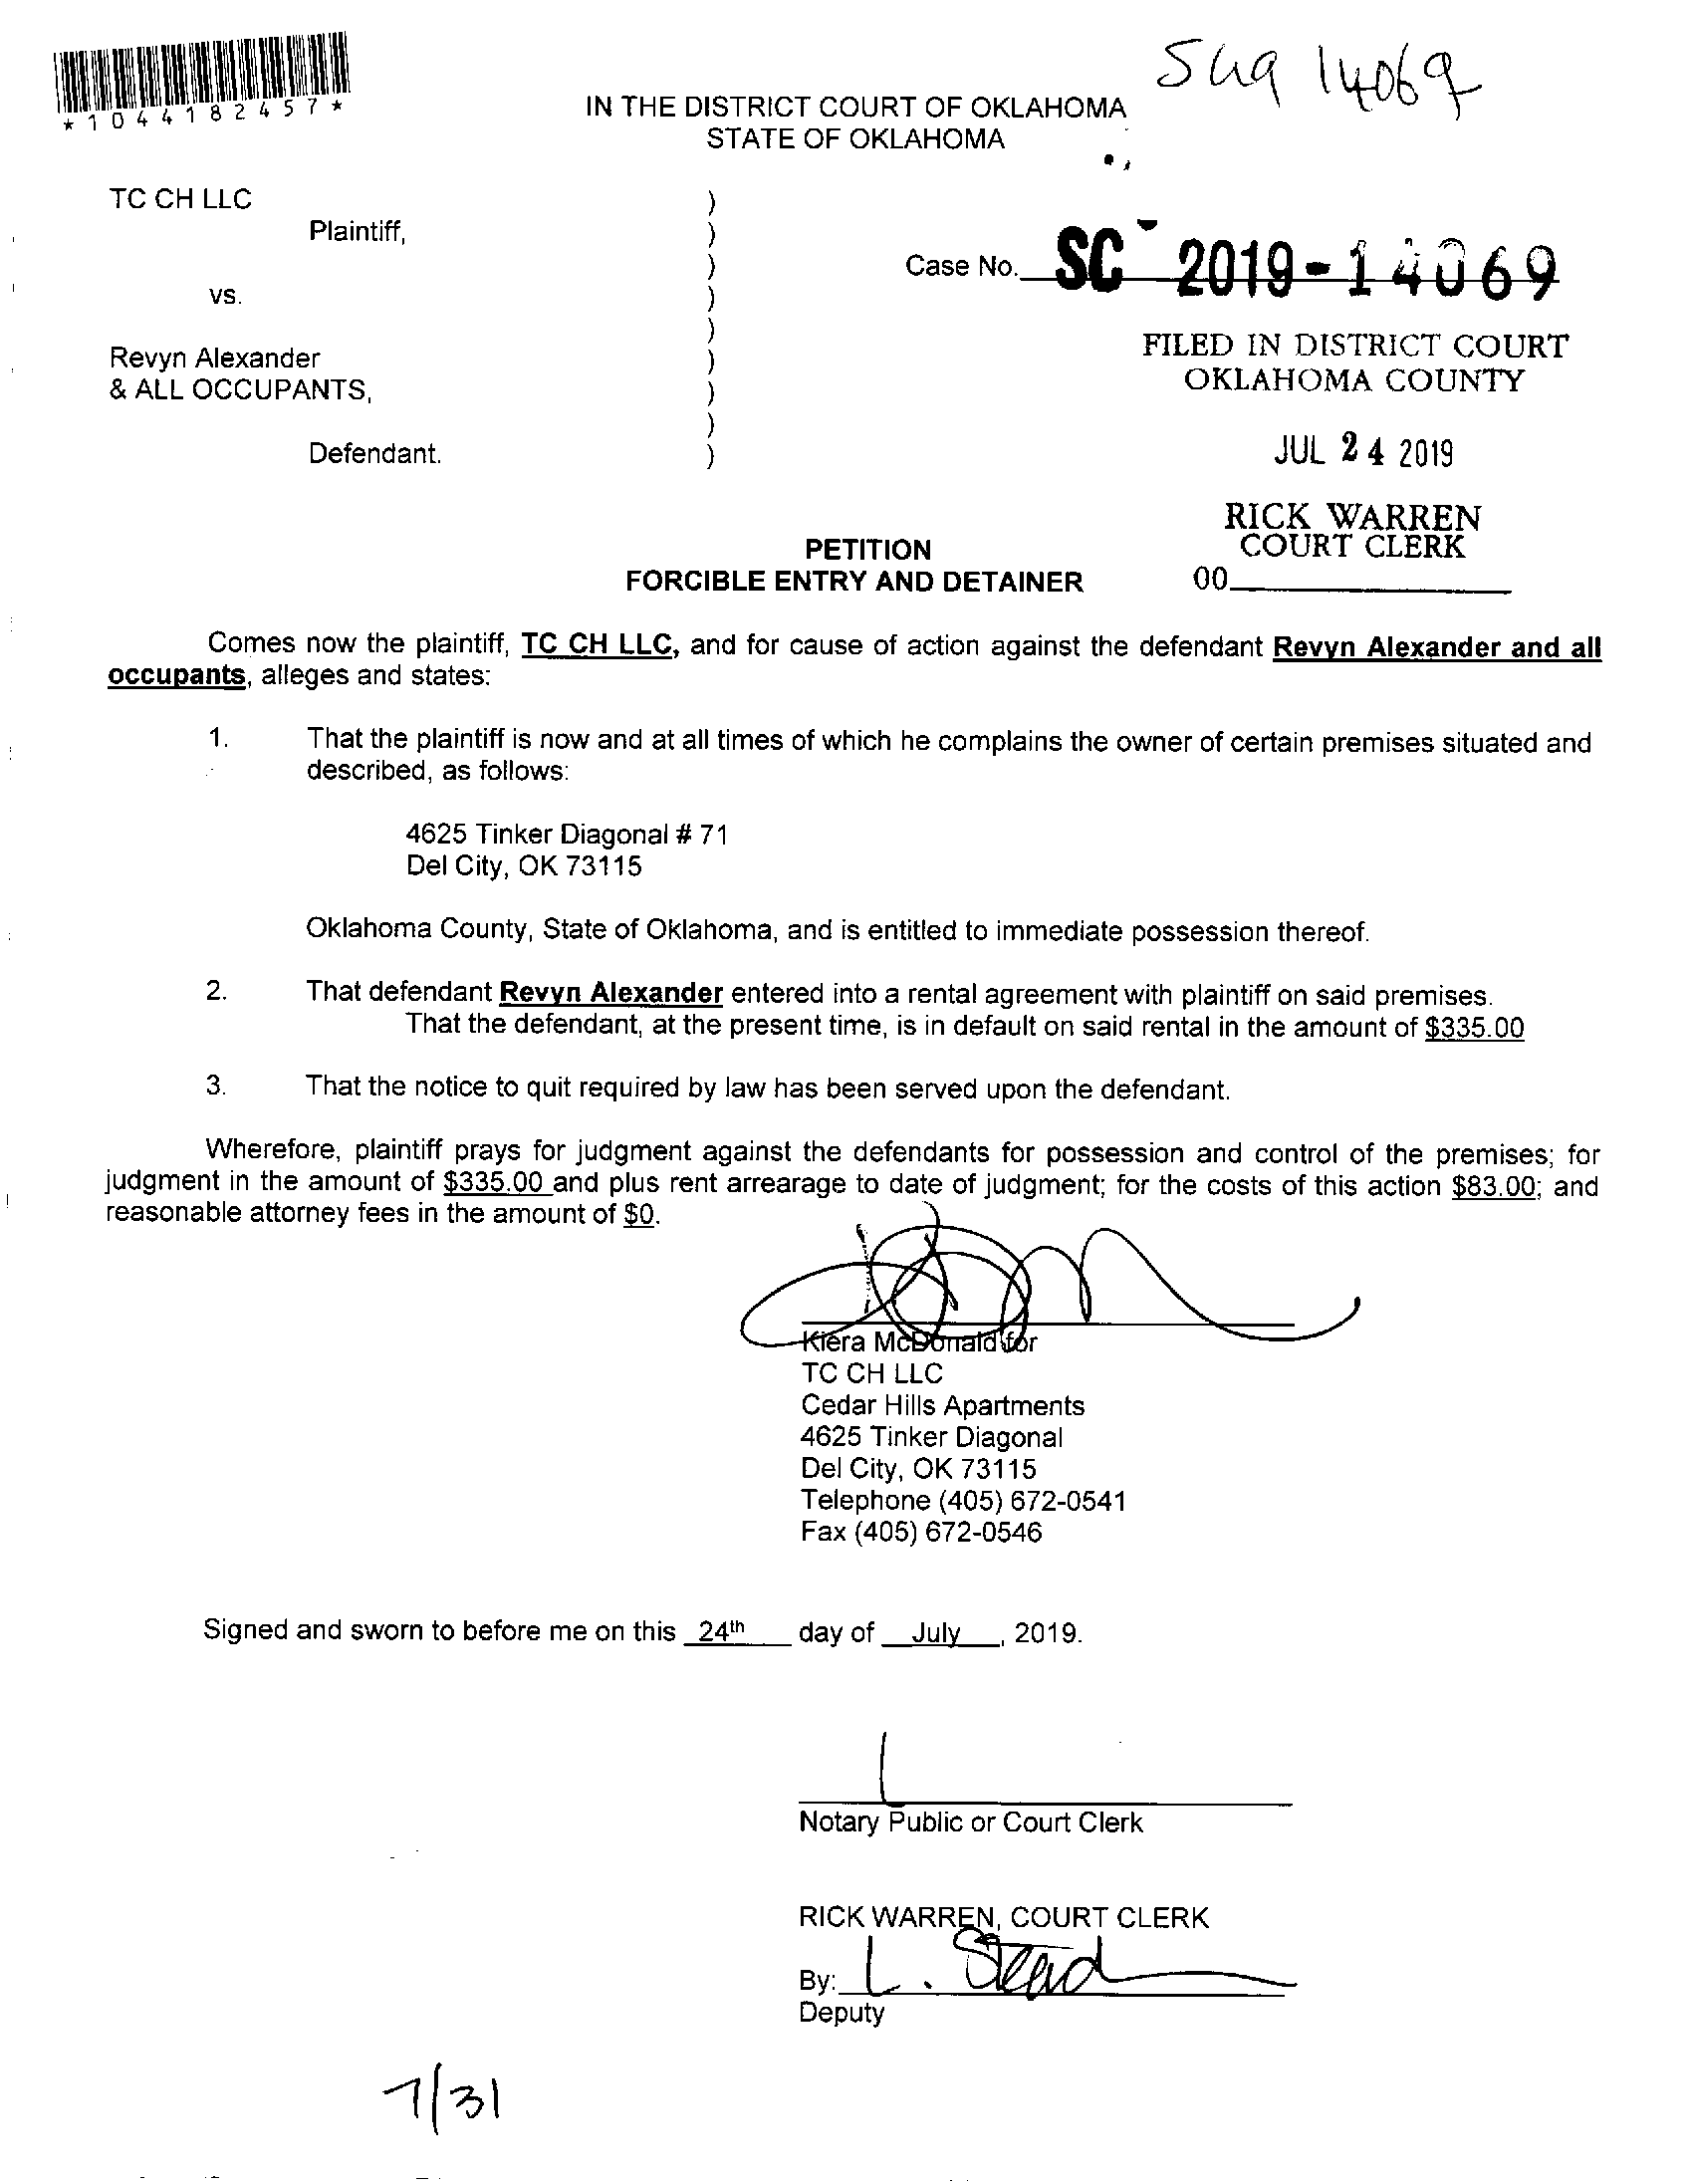 *1044182457*
14069
IN THE DISTRICT COURT OF OKLAHOMA
STATE OF OKLAHOMA
TC CH LLC )
Plaintiff, )
) Case No. SC 2019-14069
vs. )
)
Revyn Alexander )
& ALL OCCUPANTS, )
)
Defendant. )
FILED IN DISTRICT COURT
OKLAHOMA COUNTY
JUL 24 2019
RICK WARREN
COURT CLERK
00
PETITION
FORCIBLE ENTRY AND DETAINER
Comes now the plaintiff, TC CH LLC, and for cause of action against the defendant Revyn Alexander and all
occupants, alleges and states:
1. That the plaintiff is now and at all times of which he complains the owner of certain premises situated and
described, as follows:
4625 Tinker Diagonal # 71
Del City, OK 73115
Oklahoma County, State of Oklahoma, and is entitled to immediate possession thereof.
2. That defendant Revyn Alexander entered into a rental agreement with plaintiff on said premises.
That the defendant, at the present time, is in default on said rental in the amount of $335.00
3. That the notice to quit required by law has been served upon the defendant.
Wherefore, plaintiff prays for judgment against the defendants for possession and control of the premises; for
judgment in the amount of $335.00 and plus rent arrearage to date of judgment; for the costs of this action $83.00; and
reasonable attorney fees in the amount of $0.
Kiera McDonald for
TC CH LLC
Cedar Hills Apartments
4625 Tinker Diagonal
Del City, OK 73115
Telephone (405) 672-0541
Fax (405) 672-0546
Signed and sworn to before me on this 24th day of July, 2019.
Notary Public or Court Clerk
RICK WARREN, COURT CLERK
By: L. Stead
Deputy
7/31